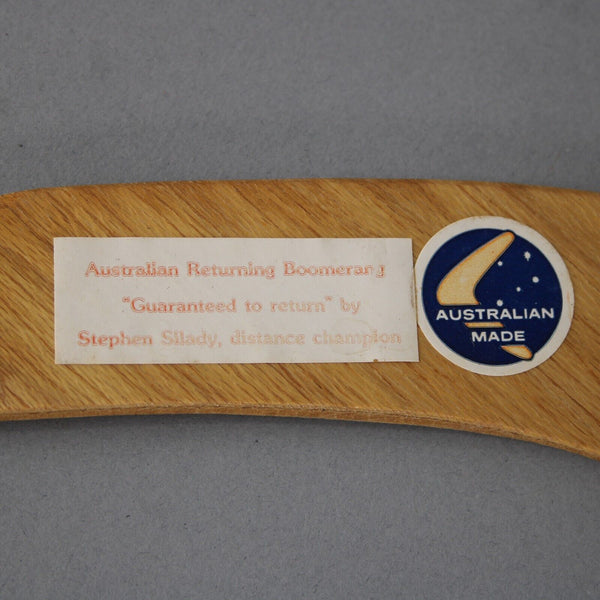 Australian Returning Boomerang
"Guaranteed to return" by
Stephen Silady, distance champion
AUSTRALIAN
MADE